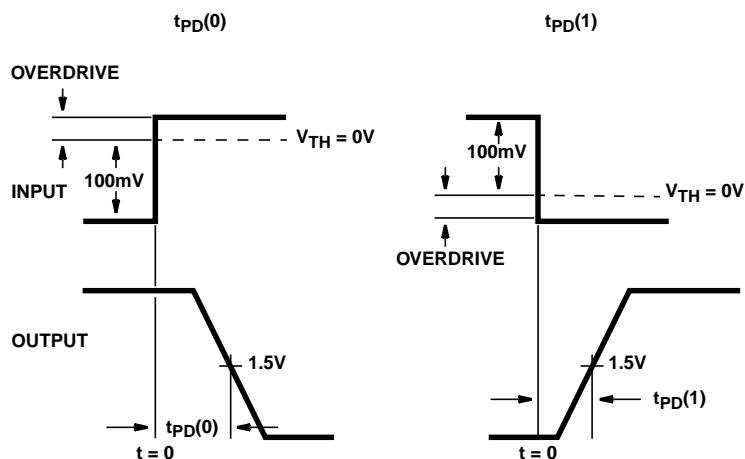 tPD(0)
OVERDRIVE
VTH = 0V
100mV
INPUT
OUTPUT
1.5V
tPD(0)
t = 0
tPD(1)
100mV
VTH = 0V
OVERDRIVE
1.5V
tPD(1)
t = 0